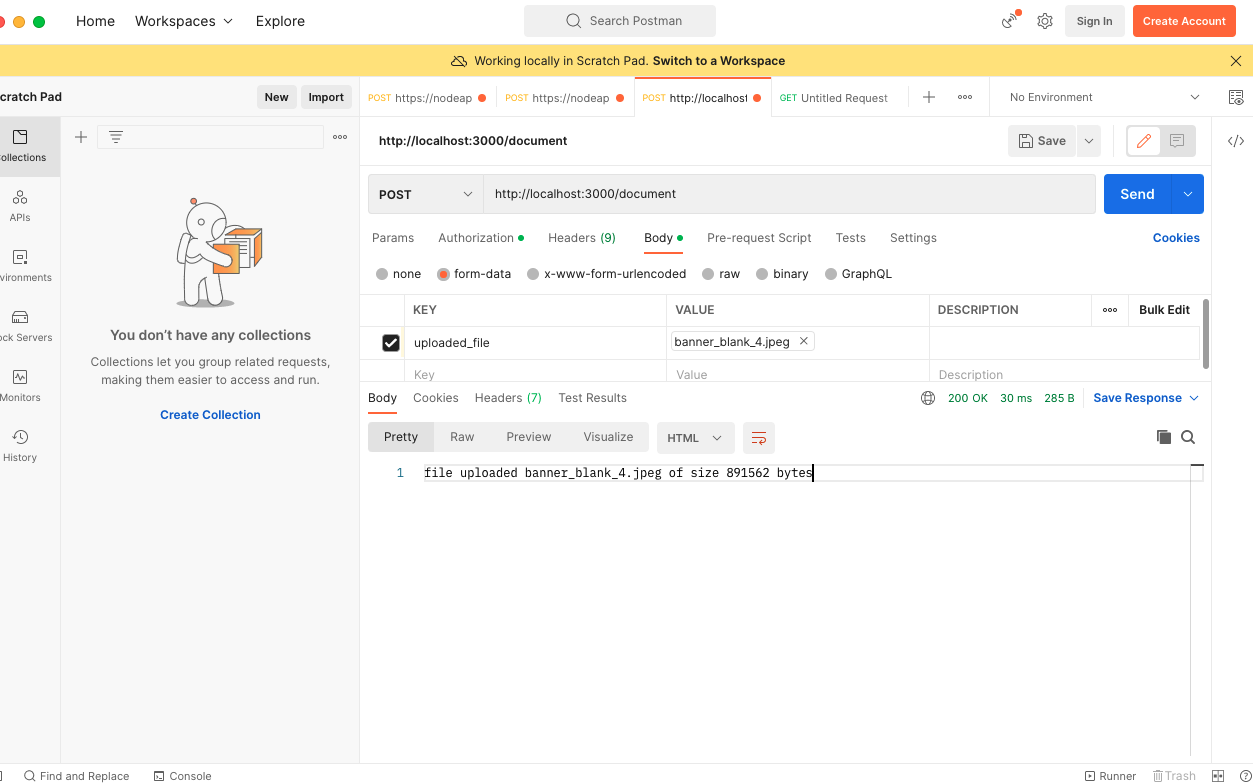 Home Workspaces Explore Search Postman Sign In Create Account
Working locally in Scratch Pad. Switch to a Workspace
cratch Pad New Import POST https://nodeap POST https://nodeap POST http://localhost GET Untitled Request No Environment
http://localhost:3000/document Save
ollections
APIs
vironments
ock Servers
Monitors
History
You don’t have any collections
Collections let you group related requests,
making them easier to access and run.
Create Collection
POST http://localhost:3000/document Send
Params Authorization Headers (9) Body Pre-request Script Tests Settings Cookies
none form-data x-www-form-urlencoded raw binary GraphQL
KEY VALUE DESCRIPTION Bulk Edit
uploaded_file banner_blank_4.jpeg
Key Value Description
Body Cookies Headers (7) Test Results 200 OK 30 ms 285 B Save Response
Pretty Raw Preview Visualize HTML
1 file uploaded banner_blank_4.jpeg of size 891562 bytes
Find and Replace Console Runner Trash